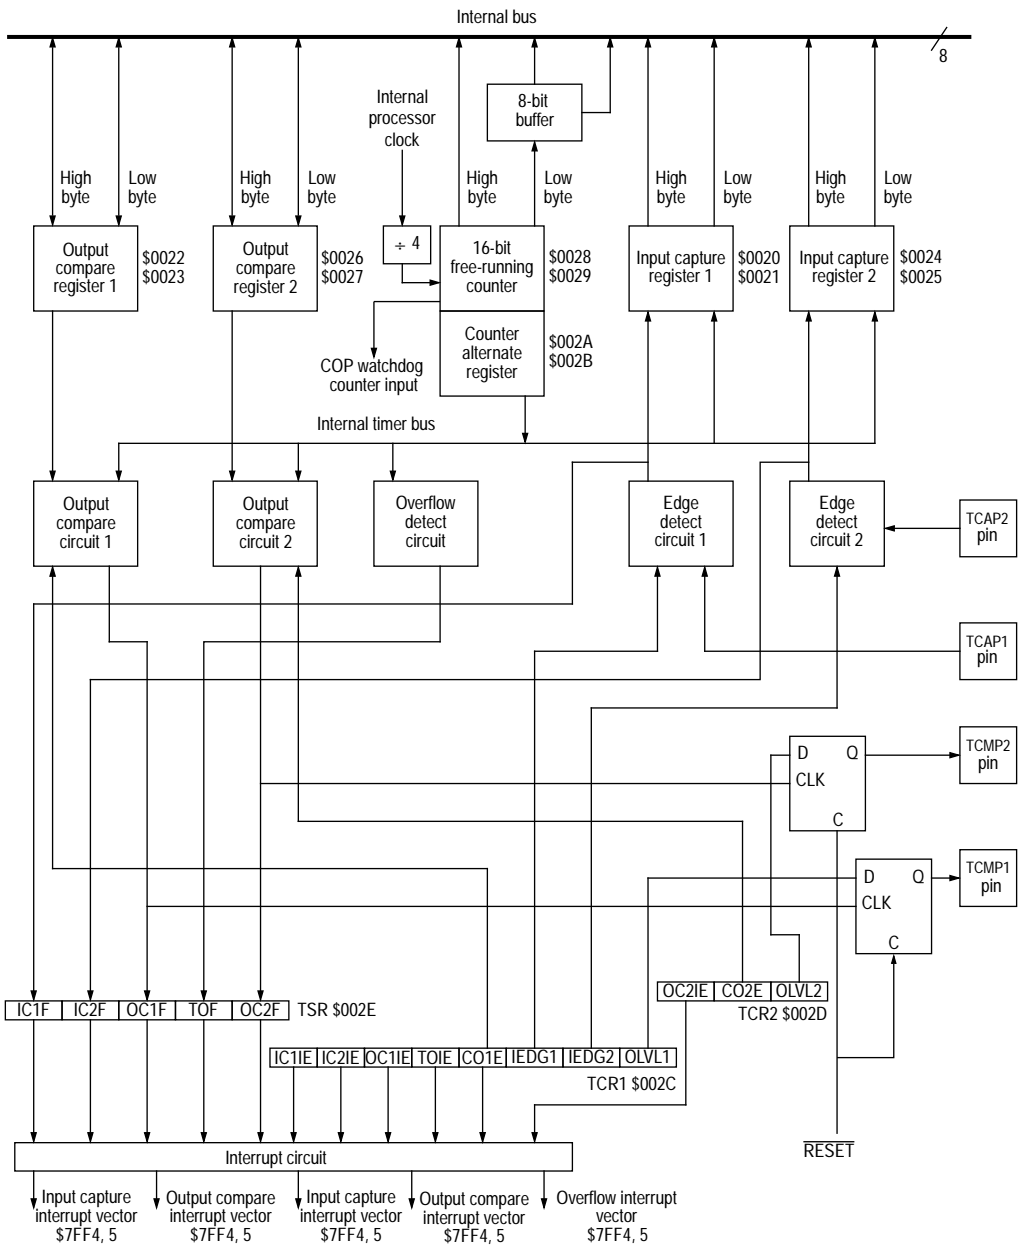 Internal bus
8
Internal
processor
clock
8-bit
buffer
High
byte
Low
byte
High
byte
Low
byte
High
byte
Low
byte
High
byte
Low
byte
High
byte
Low
byte
Output
compare
register 1
$0022
$0023
Output
compare
register 2
$0026
$0027
÷ 4
16-bit
free-running
counter
$0028
$0029
Input capture
register 1
$0020
$0021
Input capture
register 2
$0024
$0025
COP watchdog
counter input
Counter
alternate
register
$002A
$002B
Internal timer bus
Output
compare
circuit 1
Output
compare
circuit 2
Overflow
detect
circuit
Edge
detect
circuit 1
Edge
detect
circuit 2
TCAP2
pin
TCAP1
pin
D Q
CLK
C
TCMP2
pin
D Q
CLK
C
TCMP1
pin
OC2IE CO2E OLVL2
TCR2 $002D
IC1F IC2F OC1F TOF OC2F TSR $002E
IC1IE IC2IE OC1IE TOIE CO1E IEDG1 IEDG2 OLVL1
TCR1 $002C
RESET
Interrupt circuit
Input capture
interrupt vector
$7FF4, 5
Output compare
interrupt vector
$7FF4, 5
Input capture
interrupt vector
$7FF4, 5
Output compare
interrupt vector
$7FF4, 5
Overflow interrupt
vector
$7FF4, 5